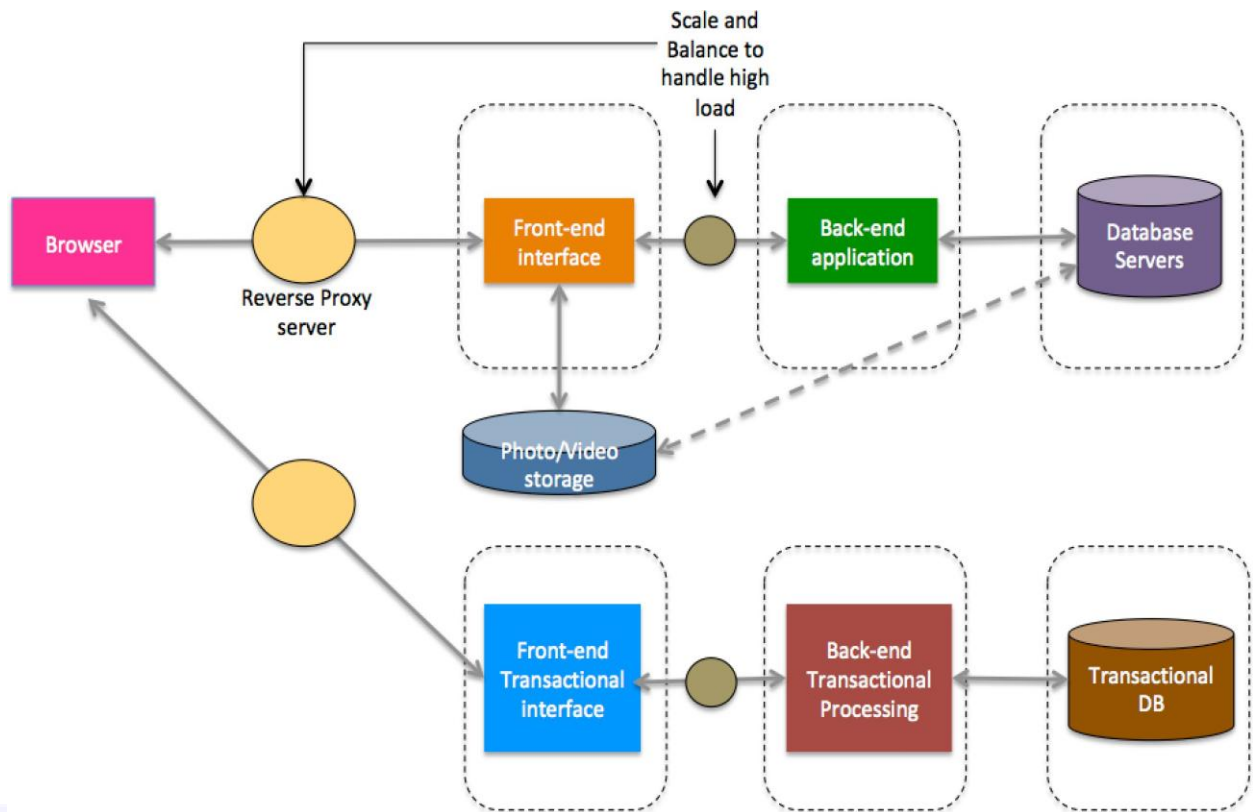 Scale and
Balance to
handle high
load
Browser
Reverse Proxy
server
Front-end
interface
Back-end
application
Database
Servers
Photo/Video
storage
Front-end
Transactional
interface
Back-end
Transactional
Processing
Transactional
DB